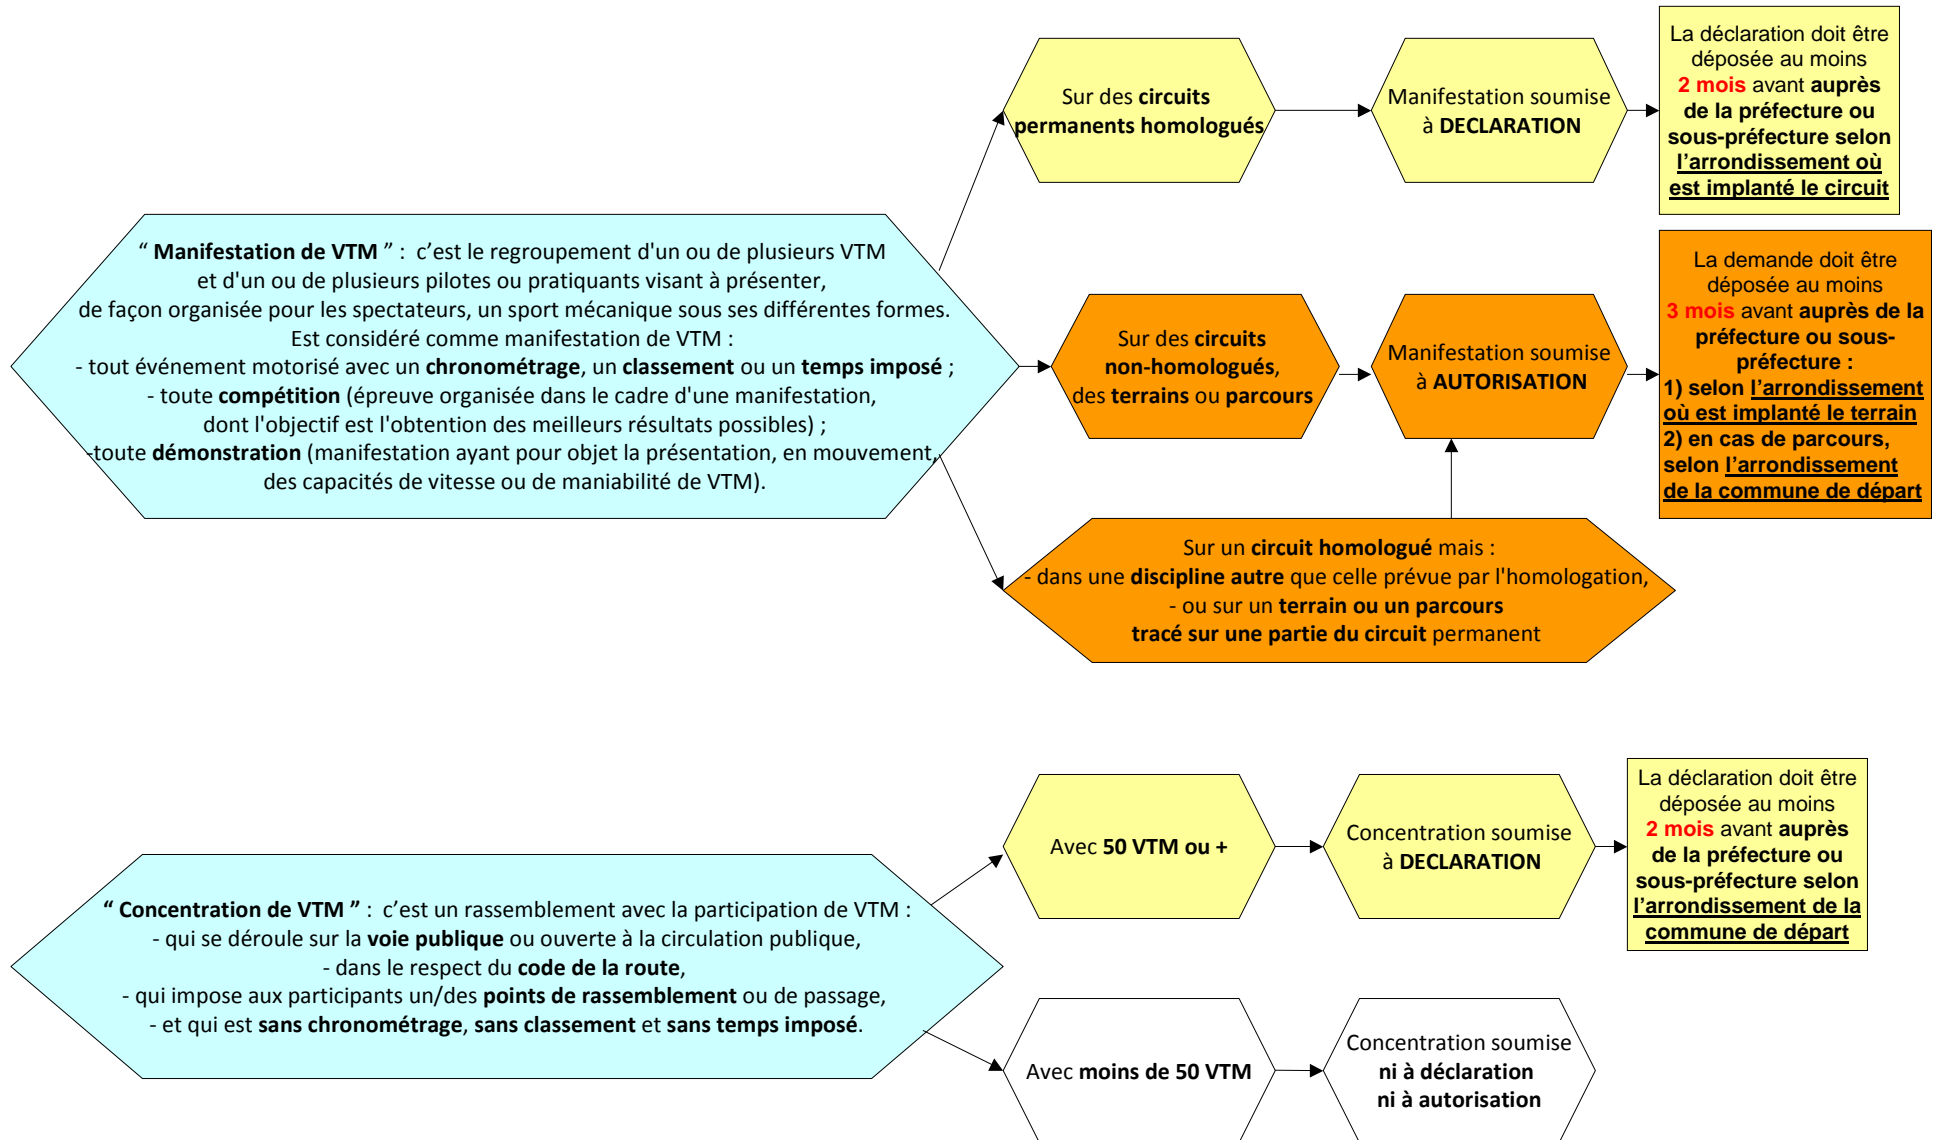 “ Manifestation de VTM ” :  c’est le regroupement d'un ou de plusieurs VTM
et d'un ou de plusieurs pilotes ou pratiquants visant à présenter,
de façon organisée pour les spectateurs, un sport mécanique sous ses différentes formes.
Est considéré comme manifestation de VTM :
- tout événement motorisé avec un chronométrage, un classement ou un temps imposé ;
- toute compétition (épreuve organisée dans le cadre d'une manifestation,
dont l'objectif est l'obtention des meilleurs résultats possibles) ;
-toute démonstration (manifestation ayant pour objet la présentation, en mouvement,
des capacités de vitesse ou de maniabilité de VTM).
Sur des circuits
permanents homologués
Manifestation soumise
à DECLARATION
La déclaration doit être
déposée au moins
2 mois avant auprès
de la préfecture ou
sous-préfecture selon
l’arrondissement où
est implanté le circuit
Sur des circuits
non-homologués,
des terrains ou parcours
Manifestation soumise
à AUTORISATION
La demande doit être
déposée au moins
3 mois avant auprès de la
préfecture ou sous-
préfecture :
1) selon l’arrondissement
où est implanté le terrain
2) en cas de parcours,
selon l’arrondissement
de la commune de départ
Sur un circuit homologué mais :
- dans une discipline autre que celle prévue par l'homologation,
- ou sur un terrain ou un parcours
tracé sur une partie du circuit permanent
“ Concentration de VTM ” :  c’est un rassemblement avec la participation de VTM :
- qui se déroule sur la voie publique ou ouverte à la circulation publique,
- dans le respect du code de la route,
- qui impose aux participants un/des points de rassemblement ou de passage,
- et qui est sans chronométrage, sans classement et sans temps imposé.
Avec 50 VTM ou +
Concentration soumise
à DECLARATION
La déclaration doit être
déposée au moins
2 mois avant auprès
de la préfecture ou
sous-préfecture selon
l’arrondissement de la
commune de départ
Avec moins de 50 VTM
Concentration soumise
ni à déclaration
ni à autorisation